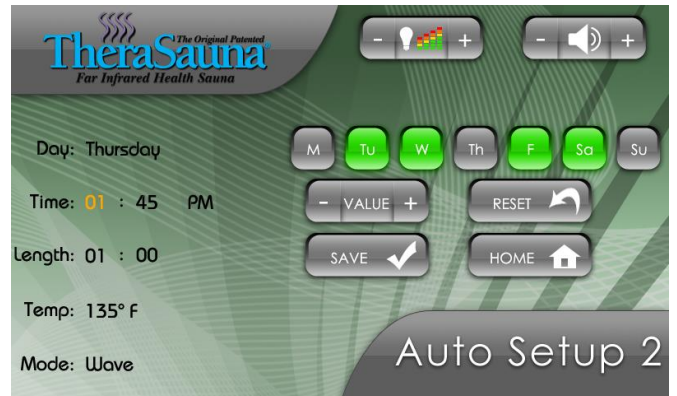 The Original Patented
TheraSauna
Far Infrared Health Sauna
- +
- +
Day: Thursday
M Tu W Th F Sa Su
Time: 01 : 45 PM
- VALUE +
RESET
Length: 01 : 00
SAVE
HOME
Temp: 135° F
Mode: Wave
Auto Setup 2